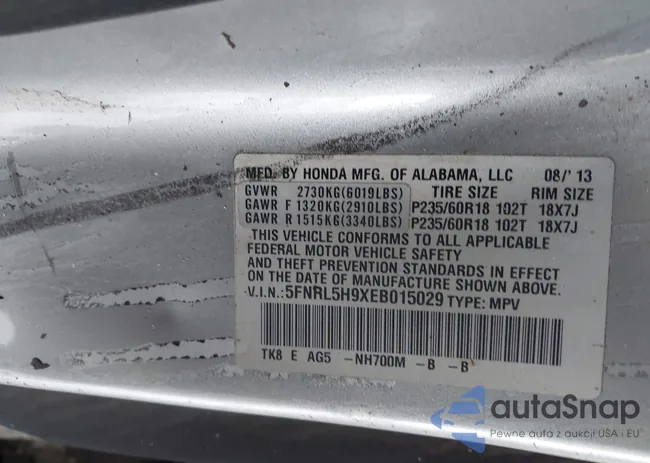 MFD. BY HONDA MFG. OF ALABAMA, LLC 08/'13
GVWR 2730KG(6019LBS) TIRE SIZE RIM SIZE
GAWR F 1320KG(2910LBS) P235/60R18 102T 18X7J
GAWR R 1515KG(3340LBS) P235/60R18 102T 18X7J
THIS VEHICLE CONFORMS TO ALL APPLICABLE
FEDERAL MOTOR VEHICLE SAFETY
AND THEFT PREVENTION STANDARDS IN EFFECT
ON THE DATE OF MANUFACTURE SHOWN ABOVE.
V.I.N.:5FNRL5H9XEB015029 TYPE: MPV
TK8 E AG5 -NH700M -B -B
autoSnap
Pewne auta z aukcji USA i EU